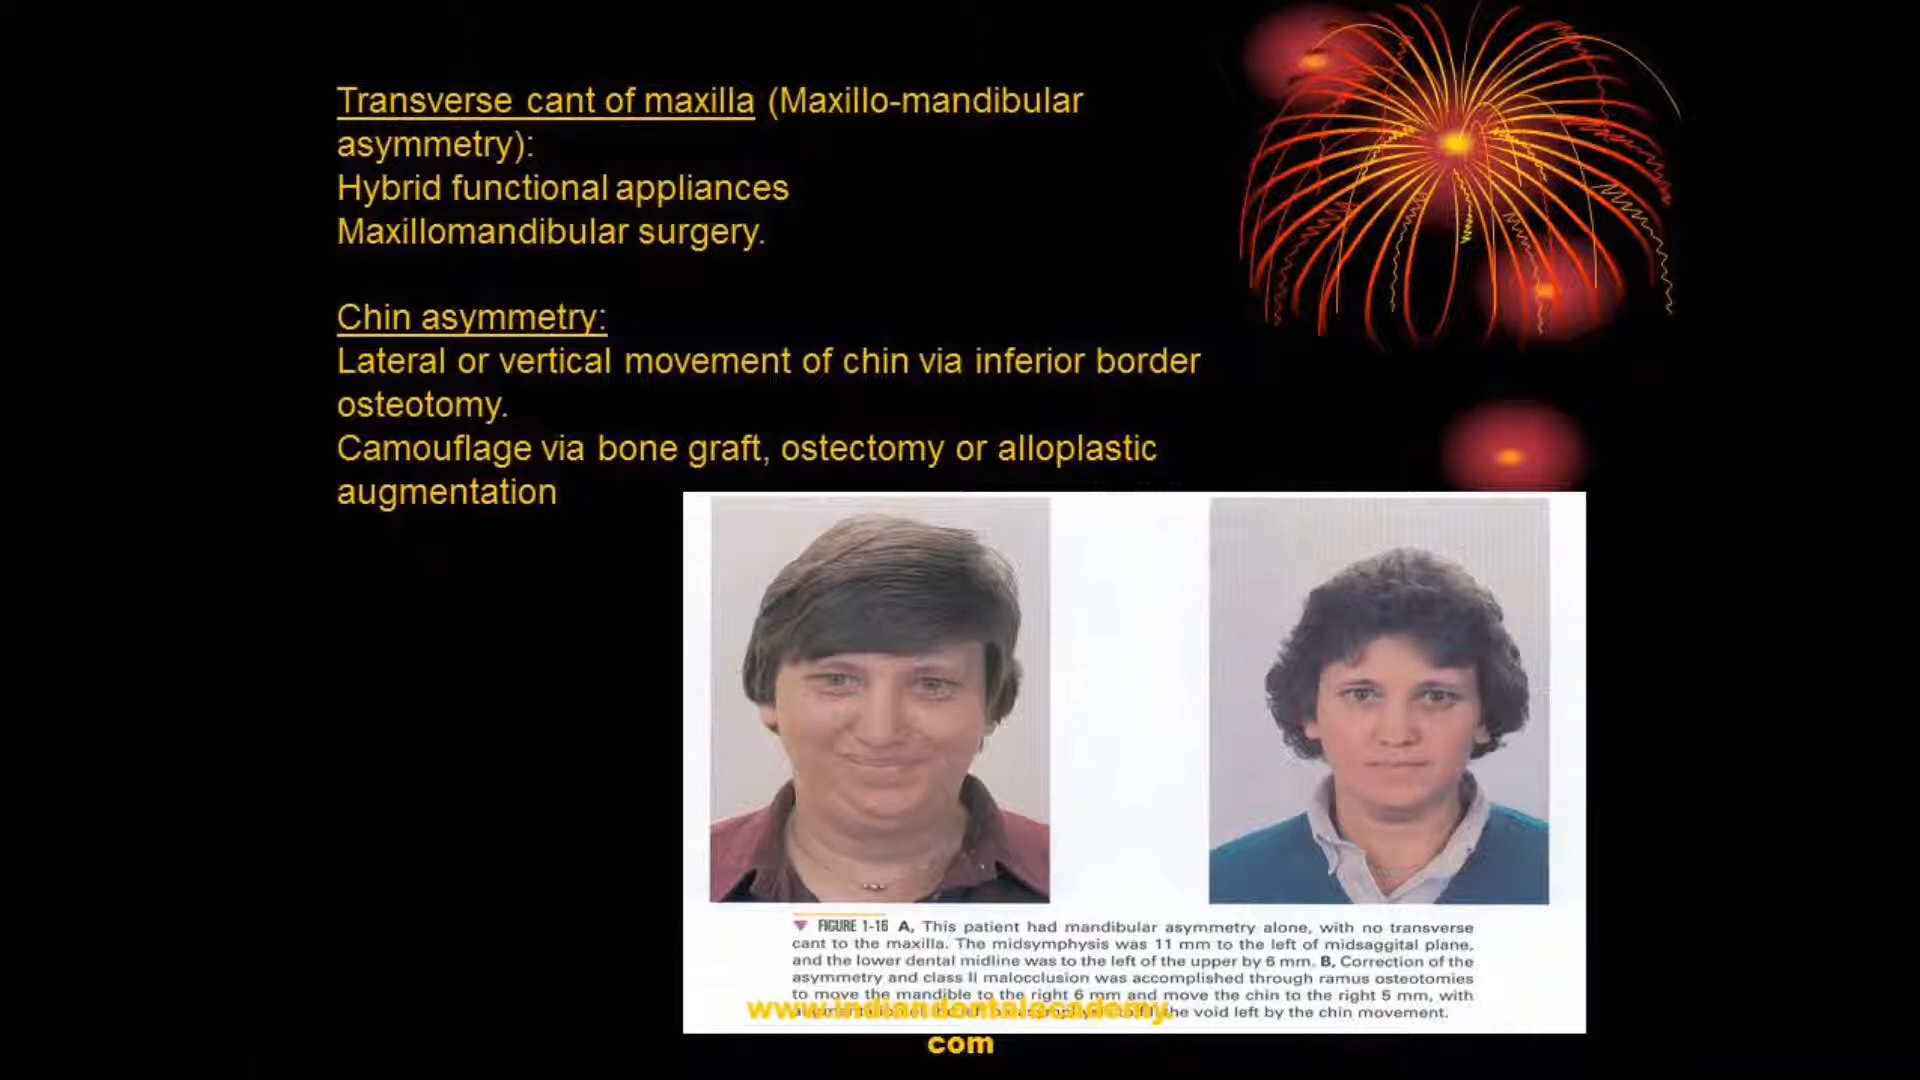 Transverse cant of maxilla (Maxillo-mandibular
asymmetry):
Hybrid functional appliances
Maxillomandibular surgery.
Chin asymmetry:
Lateral or vertical movement of chin via inferior border
osteotomy.
Camouflage via bone graft, ostectomy or alloplastic
augmentation
FIGURE 1-16 A, This patient had mandibular asymmetry alone, with no transverse
cant to the maxilla. The midsymphysis was 11 mm to the left of midsaggital plane,
and the lower dental midline was to the left of the upper by 6 mm. B, Correction of the
asymmetry and class II malocclusion was accomplished through ramus osteotomies
to move the mandible to the right 6 mm and move the chin to the right 5 mm, with
the void left by the chin movement.
www.indiandentalacademy.
com